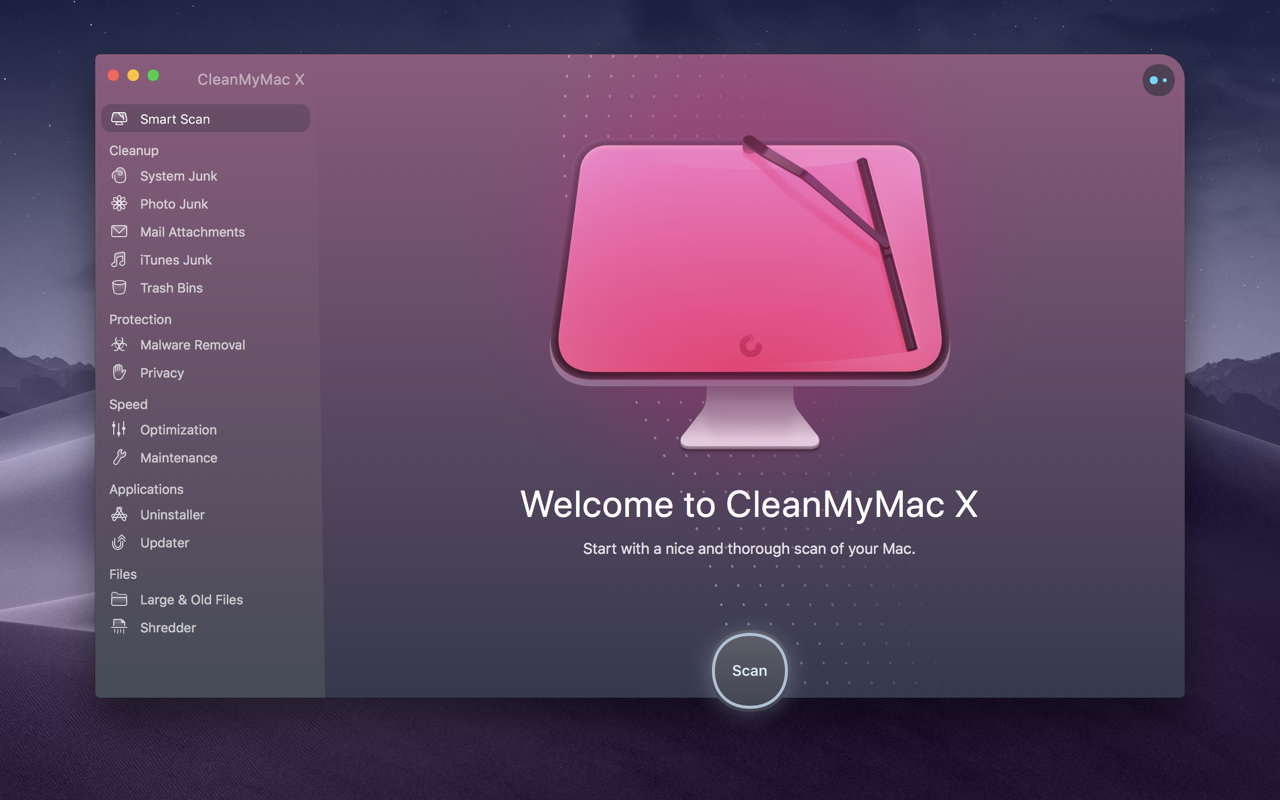 CleanMyMac X
Smart Scan
Cleanup
System Junk
Photo Junk
Mail Attachments
iTunes Junk
Trash Bins
Protection
Malware Removal
Privacy
Speed
Optimization
Maintenance
Applications
Uninstaller
Updater
Files
Large & Old Files
Shredder
Welcome to CleanMyMac X
Start with a nice and thorough scan of your Mac.
Scan